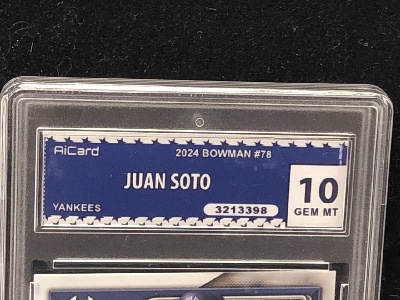 AiCard
2024 BOWMAN #78
JUAN SOTO
10
GEM MT
YANKEES
3213398